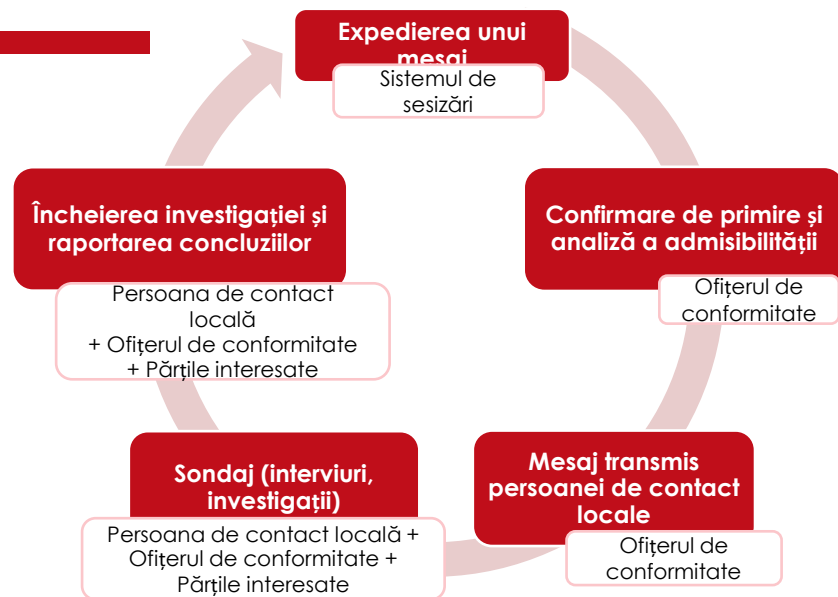 Expedierea unui
mesaj
Sistemul de
sesizări
Confirmare de primire și
analiză a admisibilității
Ofițerul de
conformitate
Mesaj transmis
persoanei de contact
locale
Ofițerul de
conformitate
Sondaj (interviuri,
investigații)
Persoana de contact locală +
Ofițerul de conformitate +
Părțile interesate
Încheierea investigației și
raportarea concluziilor
Persoana de contact
locală
+ Ofițerul de conformitate
+ Părțile interesate